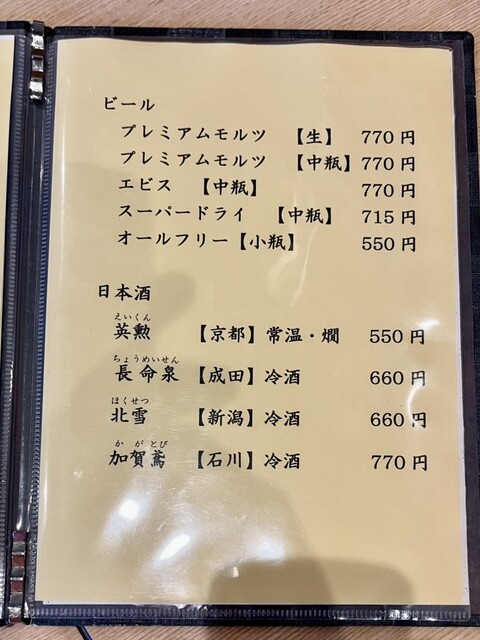 ビール
プレミアムモルツ 【生】 770円
プレミアムモルツ 【中瓶】 770円
エビス 【中瓶】 770円
スーパードライ 【中瓶】 715円
オールフリー【小瓶】 550円
日本酒
えいくん
英勲 【京都】常温・燗 550円
ちょうめいせん
長命泉 【成田】冷酒 660円
ほくせつ
北雪 【新潟】冷酒 660円
かがとび
加賀鳶 【石川】冷酒 770円